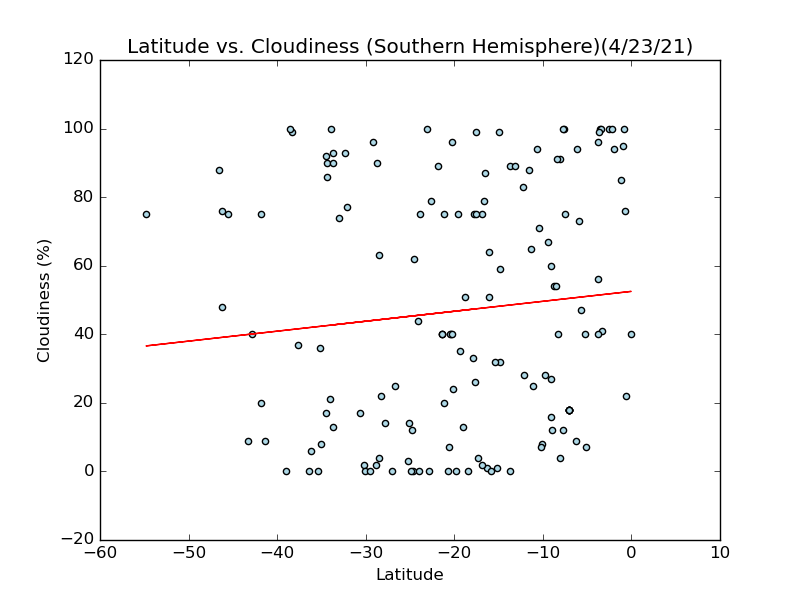 Latitude vs. Cloudiness (Southern Hemisphere)(4/23/21)
120
100
80
60
40
20
0
−20
Cloudiness (%)
−60 −50 −40 −30 −20 −10 0 10
Latitude